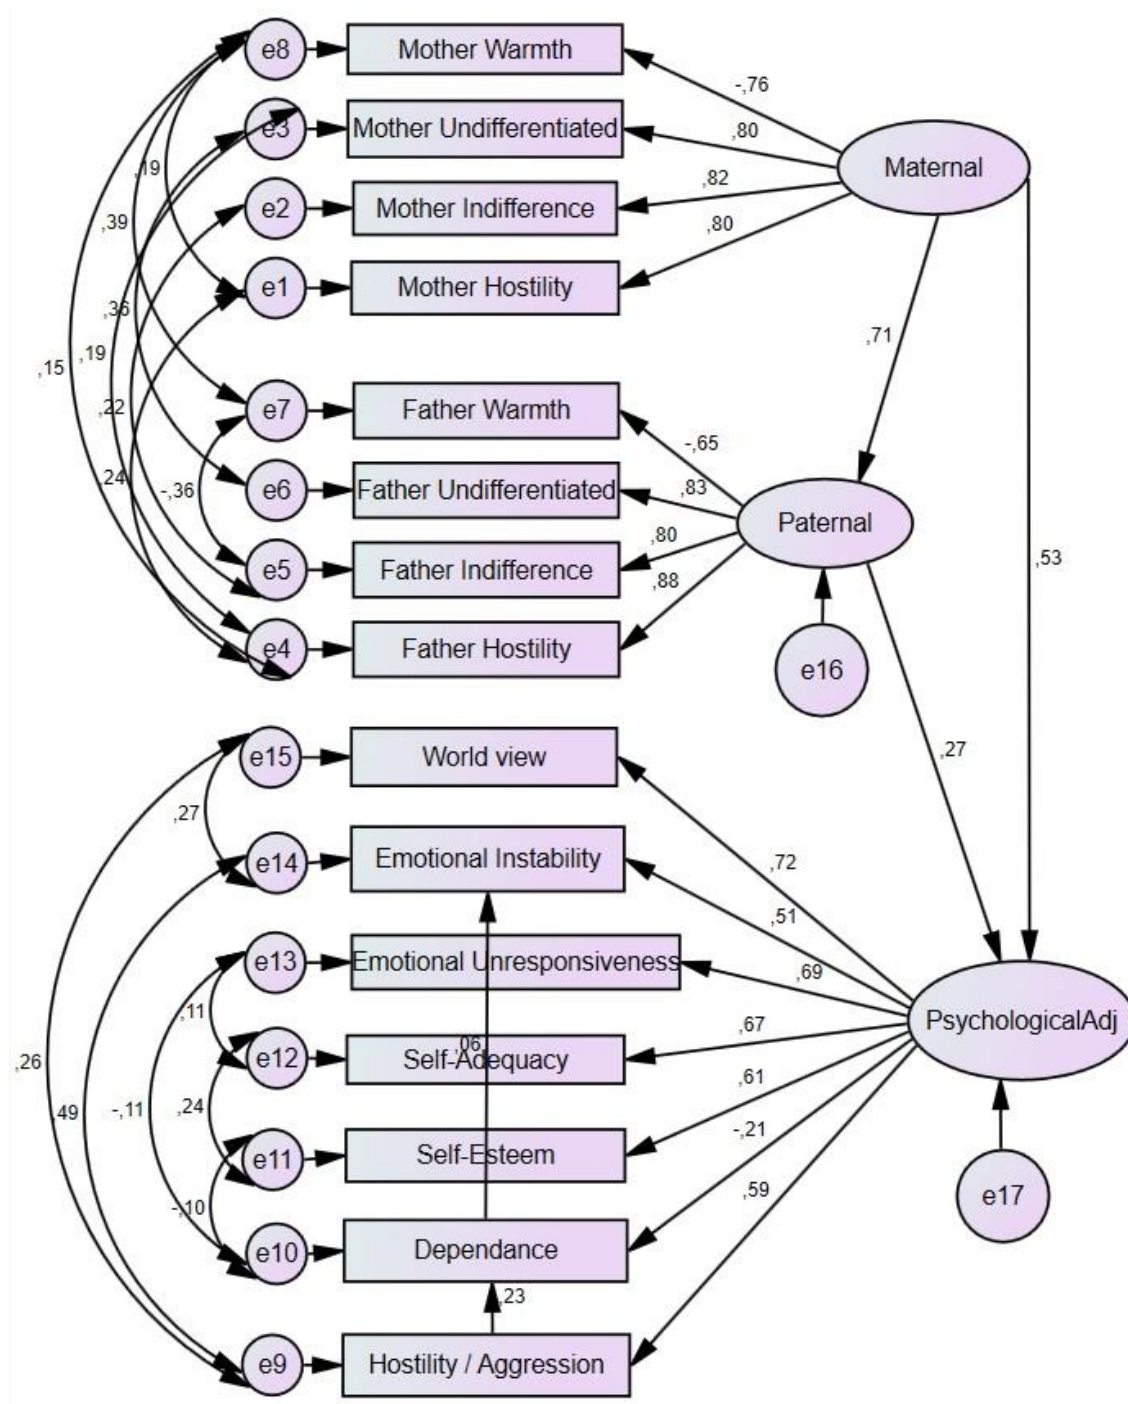 e8
Mother Warmth
-,76
e3
Mother Undifferentiated
,80
Maternal
,19
e2
Mother Indifference
,82
,39
e1
Mother Hostility
,80
,36
,71
,15
,19
,22
e7
Father Warmth
-,65
,24
-,36
e6
Father Undifferentiated
,83
Paternal
e5
Father Indifference
,80
,53
e4
Father Hostility
,88
e16
e15
World view
,27
,27
,72
e14
Emotional Instability
,51
e13
Emotional Unresponsiveness
,69
,11
PsychologicalAdj
,26
e12
,06
Self-Adequacy
,67
,49
-,11
,24
,61
e11
Self-Esteem
-,21
e17
-,10
,59
e10
Dependance
,23
e9
Hostility / Aggression